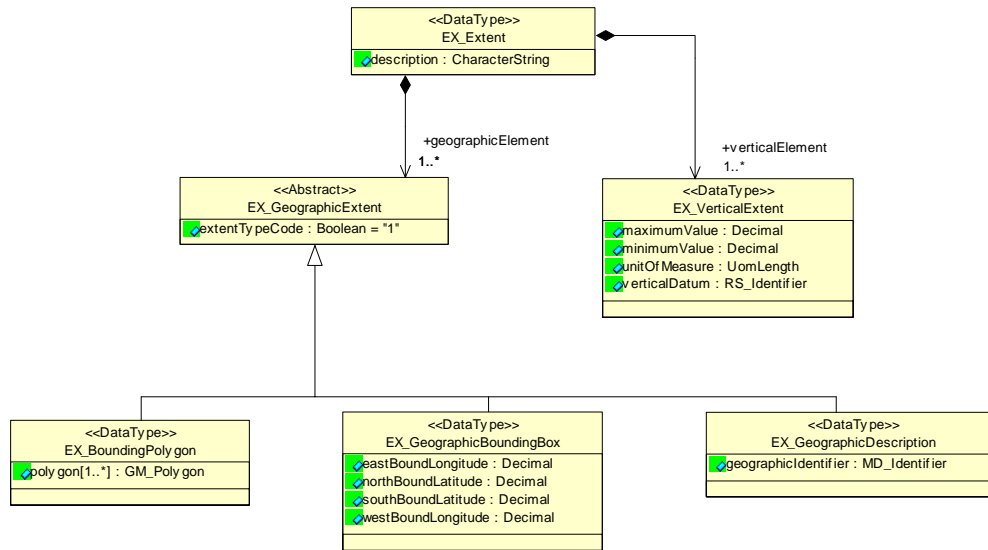 <<DataType>>
EX_Extent
description : CharacterString
+geographicElement
1..*
+verticalElement
1..*
<<Abstract>>
EX_GeographicExtent
extentTypeCode : Boolean = "1"
<<DataType>>
EX_VerticalExtent
maximumValue : Decimal
minimumValue : Decimal
unitOfMeasure : UomLength
verticalDatum : RS_Identifier
<<DataType>>
EX_BoundingPolygon
polygon[1..*] : GM_Polygon
<<DataType>>
EX_GeographicBoundingBox
eastBoundLongitude : Decimal
northBoundLatitude : Decimal
southBoundLatitude : Decimal
westBoundLongitude : Decimal
<<DataType>>
EX_GeographicDescription
geographicIdentifier : MD_Identifier